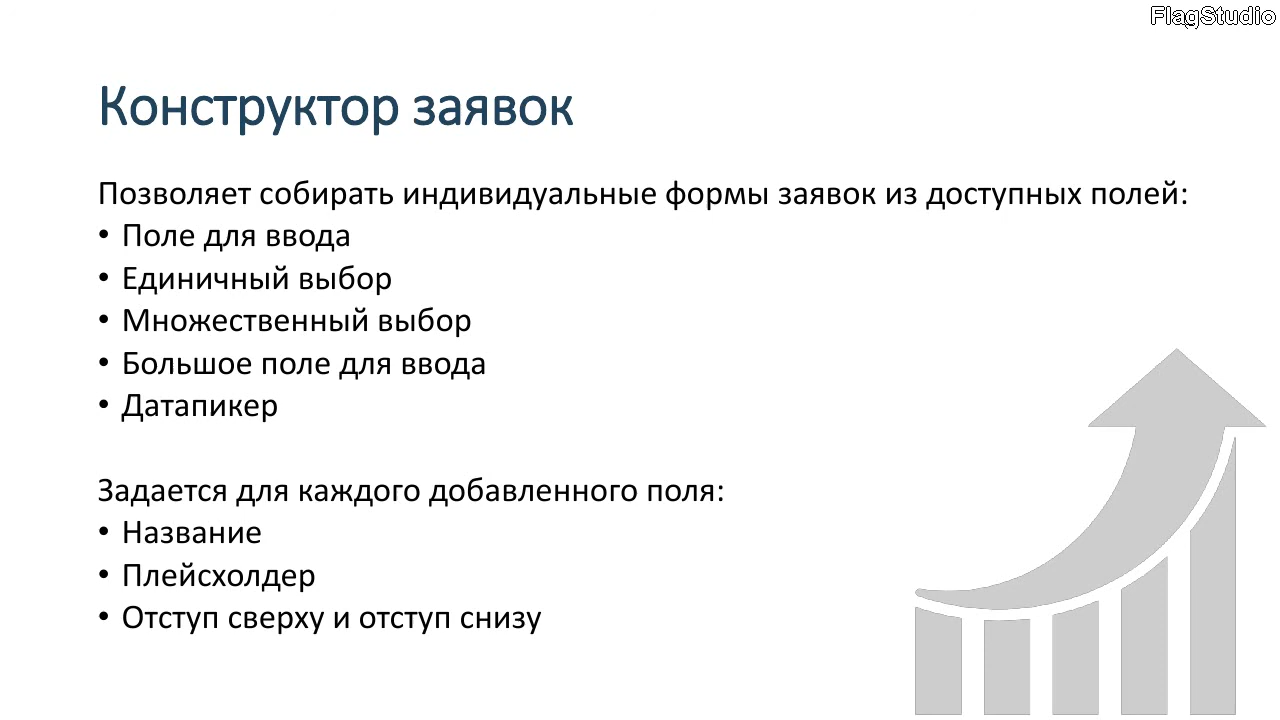 FlagStudio
Конструктор заявок
Позволяет собирать индивидуальные формы заявок из доступных полей:
• Поле для ввода
• Единичный выбор
• Множественный выбор
• Большое поле для ввода
• Датапикер
Задается для каждого добавленного поля:
• Название
• Плейсхолдер
• Отступ сверху и отступ снизу